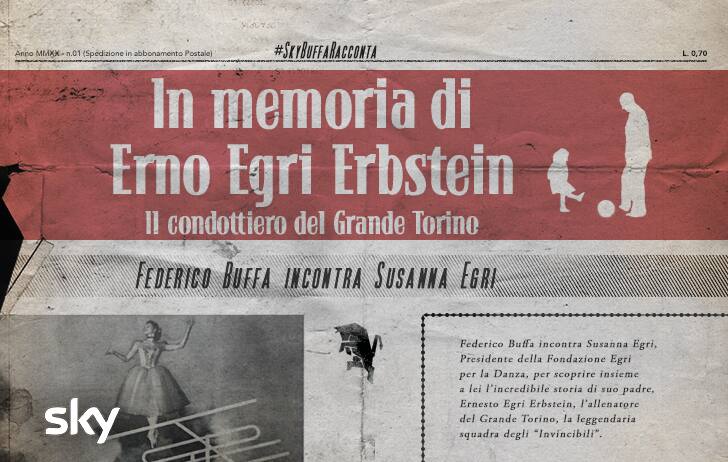 Anno MMXX - n.01 (Spedizione in abbonamento Postale)
#SkyBuffaRacconta
L. 0,70
In memoria di
Erno Egri Erbstein
Il condottiero del Grande Torino
Federico Buffa incontra Susanna Egri
Federico Buffa incontra Susanna Egri,
Presidente della Fondazione Egri
per la Danza, per scoprire insieme
a lei l'incredibile storia di suo padre,
Ernesto Egri Erbstein, l'allenatore
del Grande Torino, la leggendaria
squadra degli "Invincibili".
sky